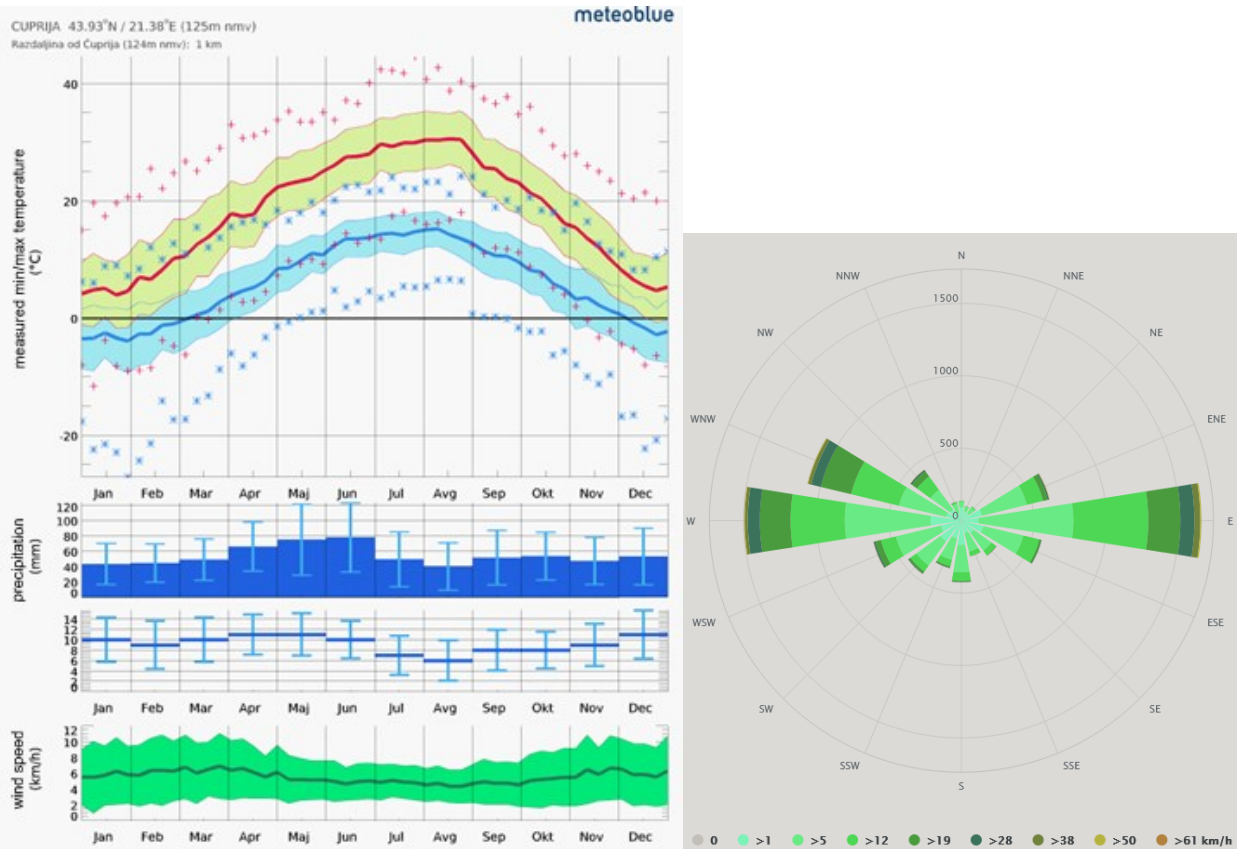 meteoblue
CUPRIJA 43.93°N / 21.38°E (125m nmv)
Razdaljina od Ćuprija (124m nmv): 1 km
measured min/max temperature
(°C)
40
20
0
-20
Jan Feb Mar Apr Maj Jun Jul Avg Sep Okt Nov Dec
precipitation
(mm)
120
100
80
60
40
20
0
14
12
10
8
6
4
2
0
Jan Feb Mar Apr Maj Jun Jul Avg Sep Okt Nov Dec
wind speed
(km/h)
12
10
8
6
4
2
0
Jan Feb Mar Apr Maj Jun Jul Avg Sep Okt Nov Dec
N
NNW NNE
1500
NW NE
1000
WNW ENE
500
W 0 E
WSW ESE
SW SE
SSW SSE
S
0 >1 >5 >12 >19 >28 >38 >50 >61 km/h